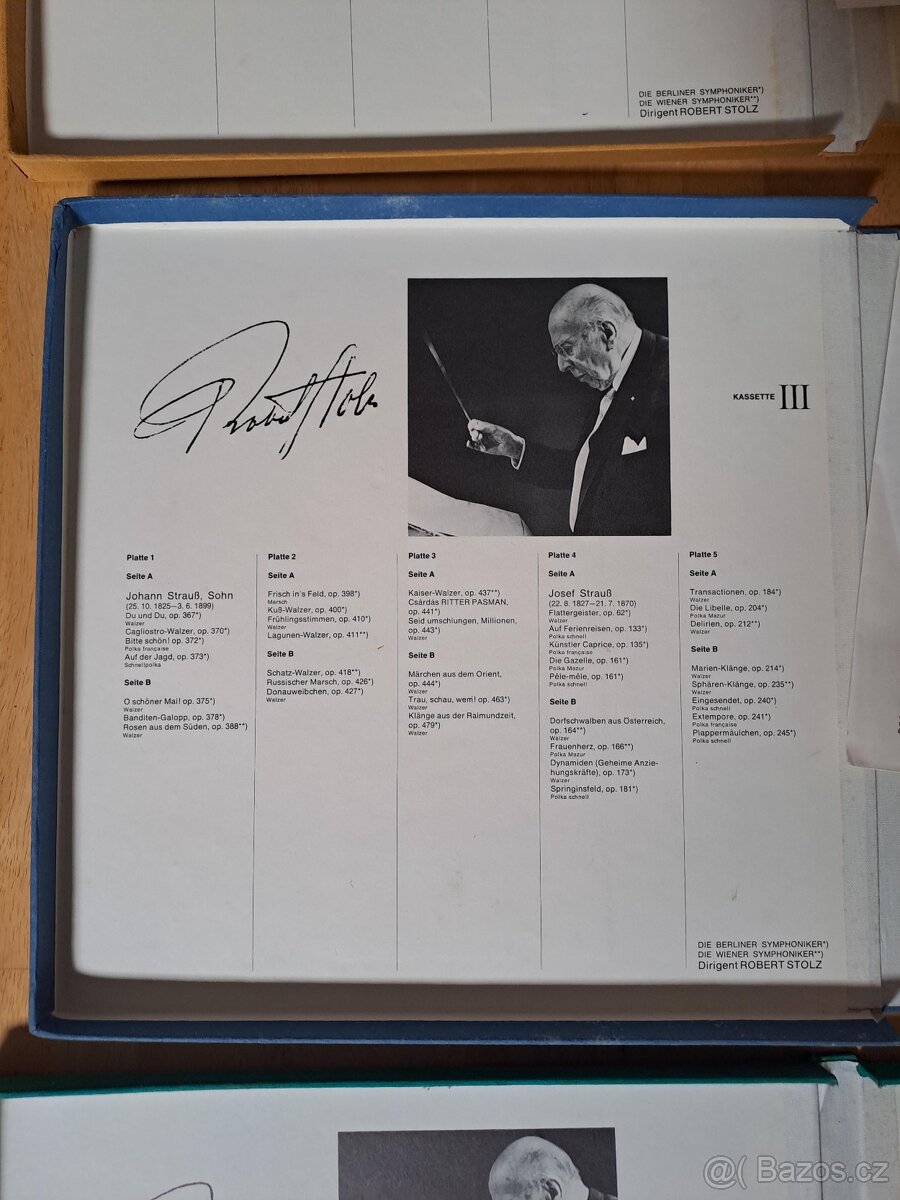 DIE BERLINER SYMPHONIKER*)
DIE WIENER SYMPHONIKER**)
Dirigent ROBERT STOLZ
Robert Stolz
KASSETTE III
Platte 1
Seite A
Johann Strauß, Sohn
(25. 10. 1825—3. 6. 1899)
Du und Du, op. 367*)
Walzer
Cagliostro-Walzer, op. 370*)
Bitte schön! op. 372*)
Polka française
Auf der Jagd, op. 373*)
Schnellpolka
Seite B
O schöner Mai! op. 375*)
Walzer
Banditen-Galopp, op. 378*)
Rosen aus dem Süden, op. 388**)
Walzer
Platte 2
Seite A
Frisch in's Feld, op. 398*)
Marsch
Kuß-Walzer, op. 400*)
Frühlingsstimmen, op. 410*)
Walzer
Lagunen-Walzer, op. 411**)
Seite B
Schatz-Walzer, op. 418**)
Russischer Marsch, op. 426*)
Donauweibchen, op. 427*)
Walzer
Platte 3
Seite A
Kaiser-Walzer, op. 437**)
Csárdás RITTER PASMAN,
op. 441*)
Seid umschlungen, Millionen,
op. 443*)
Walzer
Seite B
Märchen aus dem Orient,
op. 444*)
Walzer
Trau, schau, wem! op. 463*)
Walzer
Klänge aus der Raimundzeit,
op. 479*)
Walzer
Platte 4
Seite A
Josef Strauß
(22. 8. 1827—21. 7. 1870)
Flattergeister, op. 62*)
Walzer
Auf Ferienreisen, op. 133*)
Polka schnell
Künstler Caprice, op. 135*)
Polka française
Die Gazelle, op. 161*)
Polka Mazur
Pêle-mêle, op. 161*)
Polka schnell
Seite B
Dorfschwalben aus Österreich,
op. 164**)
Walzer
Frauenherz, op. 166**)
Polka Mazur
Dynamiden (Geheime Anzie-
hungskräfte), op. 173*)
Walzer
Springinsfeld, op. 181*)
Polka schnell
Platte 5
Seite A
Transactionen, op. 184*)
Walzer
Die Libelle, op. 204*)
Polka Mazur
Delirien, op. 212**)
Walzer
Seite B
Marien-Klänge, op. 214*)
Walzer
Sphären-Klänge, op. 235**)
Walzer
Eingesendet, op. 240*)
Polka schnell
Extempore, op. 241*)
Polka française
Plappermäulchen, op. 245*)
Polka schnell
DIE BERLINER SYMPHONIKER*)
DIE WIENER SYMPHONIKER**)
Dirigent ROBERT STOLZ
@( Bazos.cz